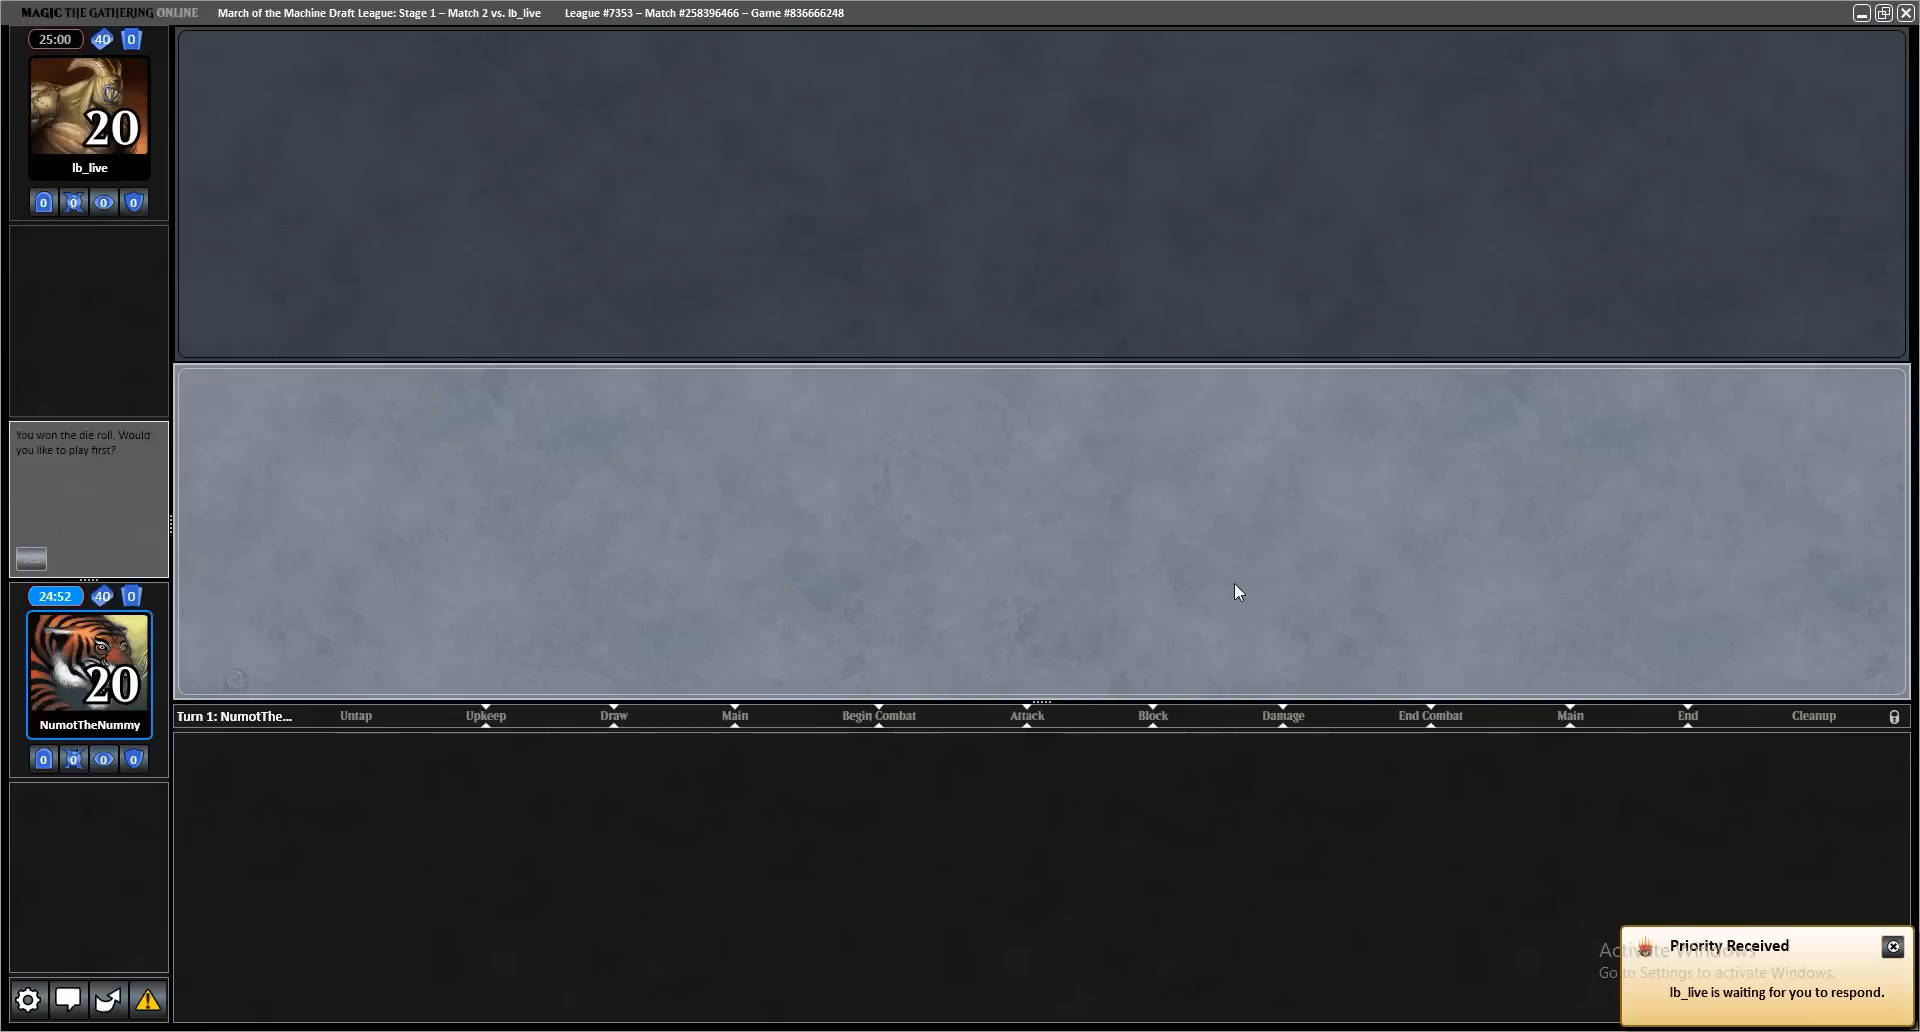 MAGIC THE GATHERING ONLINE
March of the Machine Draft League: Stage 1 – Match 2 vs. lb_live
League #7353 – Match #258396466 – Game #836666248
25:00
40
0
20
lb_live
0
0
0
0
You won the die roll. Would
you like to play first?
24:52
40
0
20
NumotTheNummy
Turn 1: NumotThe...
Untap
Upkeep
Draw
Main
Begin Combat
Attack
Block
Damage
End Combat
Main
End
Cleanup
0
0
0
0
Priority Received
Activate Windows
Go to Settings to activate Windows.
lb_live is waiting for you to respond.